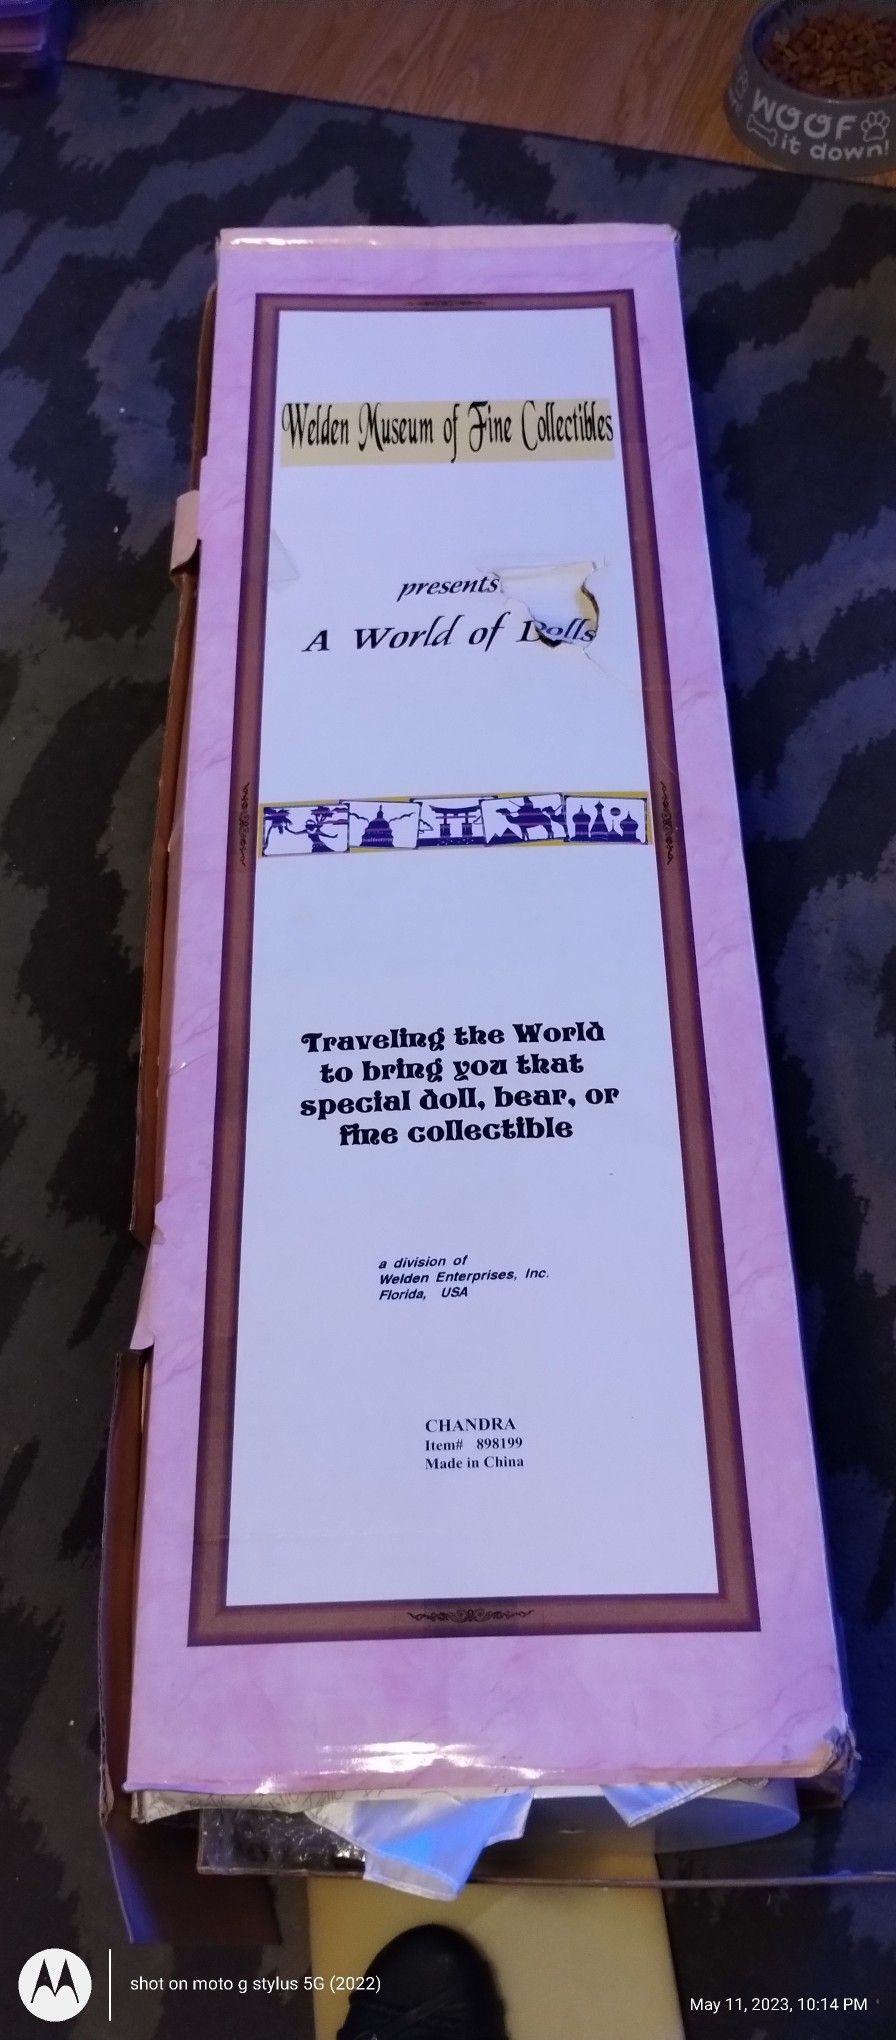 WOOF
it down!
Welden Museum of Fine Collectibles
presents
A World of Dolls
Traveling the World
to bring you that
special doll, bear, or
fine collectible
a division of
Welden Enterprises, Inc.
Florida, USA
CHANDRA
Item# 898199
Made in China
shot on moto g stylus 5G (2022)
May 11, 2023, 10:14 PM